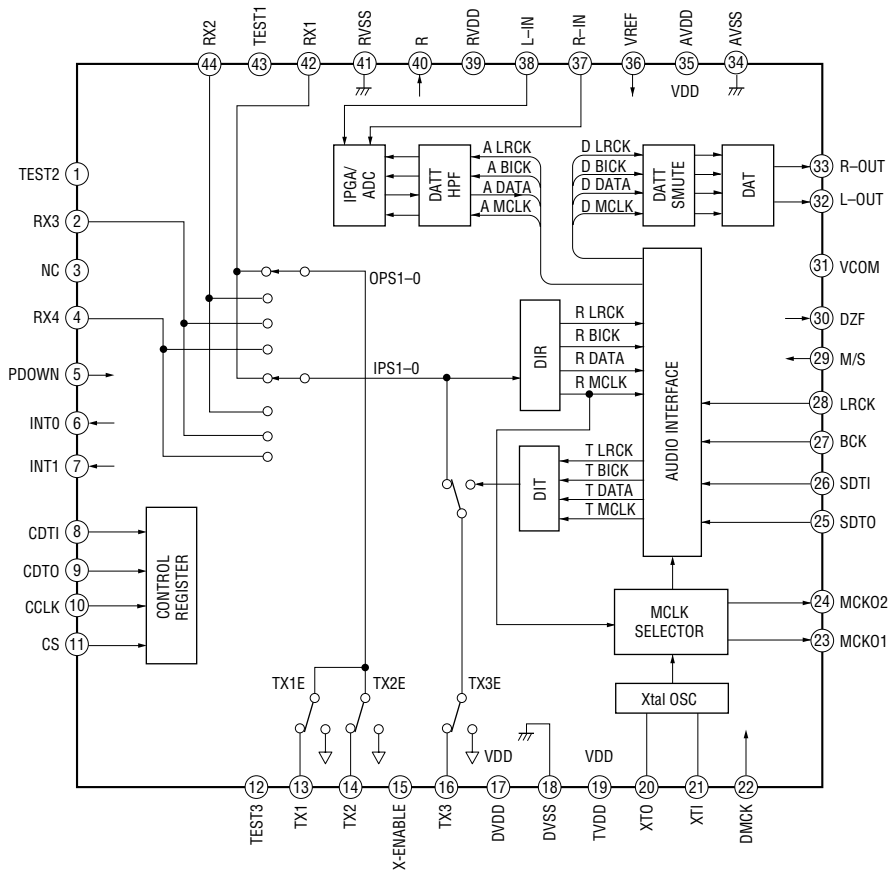 RX2
TEST1
RX1
RVSS
R
RVDD
L–IN
R–IN
VREF
AVDD
AVSS
44
43
42
41
40
39
38
37
36
35
34
VDD
TEST2 1
RX3 2
NC 3
RX4 4
PDOWN 5
INT0 6
INT1 7
CDTI 8
CDTO 9
CCLK 10
CS 11
CONTROL
REGISTER
IPGA/
ADC
DATT
HPF
A LRCK
A BICK
A DATA
A MCLK
D LRCK
D BICK
D DATA
D MCLK
DATT
SMUTE
DAT
33 R–OUT
32 L–OUT
31 VCOM
30 DZF
29 M/S
28 LRCK
27 BCK
26 SDTI
25 SDTO
24 MCKO2
23 MCKO1
OPS1–0
IPS1–0
DIR
R LRCK
R BICK
R DATA
R MCLK
AUDIO INTERFACE
DIT
T LRCK
T BICK
T DATA
T MCLK
MCLK
SELECTOR
Xtal OSC
TX1E
TX2E
TX3E
VDD
VDD
12
13
14
15
16
17
18
19
20
21
22
TEST3
TX1
TX2
X-ENABLE
TX3
DVDD
DVSS
TVDD
XTO
XTI
DMCK